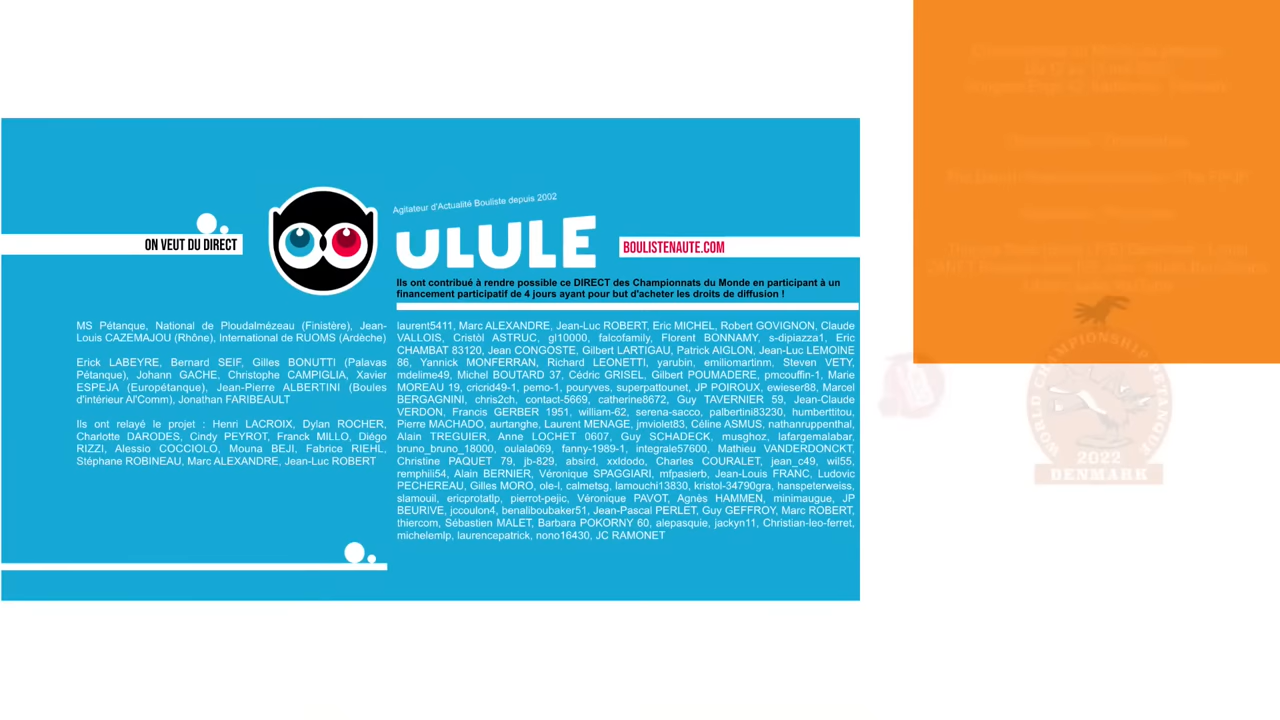 Agitateur d'Actualité Bouliste depuis 2002
ON VEUT DU DIRECT
ULULE
BOULISTENAUTE.COM
Ils ont contribué à rendre possible ce DIRECT des Championnats du Monde en participant à un
financement participatif de 4 jours ayant pour but d'acheter les droits de diffusion !
MS Pétanque, National de Ploudalmézeau (Finistère), Jean-
Louis CAZEMAJOU (Rhône), International de RUOMS (Ardèche)
Erick LABEYRE, Bernard SEIF, Gilles BONUTTI (Palavas
Pétanque), Johann GACHE, Christophe CAMPIGLIA, Xavier
ESPEJA (Europétanque), Jean-Pierre ALBERTINI (Boules
d'intérieur Al'Comm), Jonathan FARIBEAULT
Ils ont relayé le projet : Henri LACROIX, Dylan ROCHER,
Charlotte DARODES, Cindy PEYROT, Franck MILLO, Diégo
RIZZI, Alessio COCCIOLO, Mouna BEJI, Fabrice RIEHL,
Stéphane ROBINEAU, Marc ALEXANDRE, Jean-Luc ROBERT
laurent5411, Marc ALEXANDRE, Jean-Luc ROBERT, Eric MICHEL, Robert GOVIGNON, Claude
VALLOIS, Cristòl ASTRUC, gl10000, falcofamily, Florent BONNAMY, s-dipiazza1, Eric
CHAMBAT 83120, Jean CONGOSTE, Gilbert LARTIGAU, Patrick AIGLON, Jean-Luc LEMOINE
86, Yannick MONFERRAN, Richard LEONETTI, yarubin, emiliomartinm, Steven VETY,
mdelime49, Michel BOUTARD 37, Cédric GRISEL, Gilbert POUMADERE, pmcouffin-1, Marie
MOREAU 19, cricrid49-1, pemo-1, pouryves, superpattounet, JP POIROUX, ewieser88, Marcel
BERGAGNINI, chris2ch, contact-5669, catherine8672, Guy TAVERNIER 59, Jean-Claude
VERDON, Francis GERBER 1951, william-62, serena-sacco, palbertini83230, humberttitou,
Pierre MACHADO, aurtanghe, Laurent MENAGE, jmviolet83, Céline ASMUS, nathanruppenthal,
Alain TREGUIER, Anne LOCHET 0607, Guy SCHADECK, musghoz, lafargemalabar,
bruno_bruno_18000, oulala069, fanny-1989-1, integrale57600, Mathieu VANDERDONCKT,
Christine PAQUET 79, jb-829, absird, xxldodo, Charles COURALET, jean_c49, wil55,
remphili54, Alain BERNIER, Véronique SPAGGIARI, mfpasierb, Jean-Louis FRANC, Ludovic
PECHEREAU, Gilles MORO, ole-l, calmetsg, lamouchi13830, kristol-34790gra, hanspeterweiss,
slamouil, ericprotatlp, pierrot-pejic, Véronique PAVOT, Agnès HAMMEN, minimaugue, JP
BEURIVE, jccoulon4, benaliboubaker51, Jean-Pascal PERLET, Guy GEFFROY, Marc ROBERT,
thiercom, Sébastien MALET, Barbara POKORNY 60, alepasquie, jackyn11, Christian-leo-ferret,
michelemlp, laurencepatrick, nono16430, JC RAMONET
WORLD CHAMPIONSHIP PETANQUE
2022
DENMARK